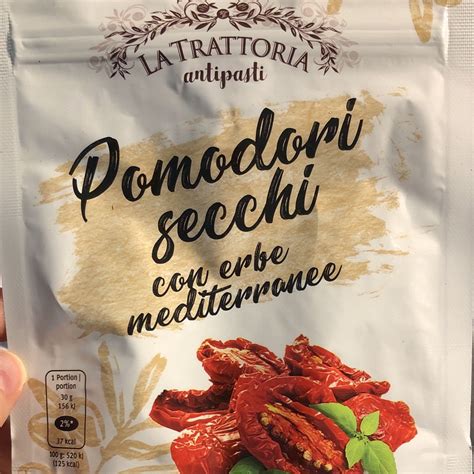 LA TRATTORIA
antipasti
Pomodori
secchi
con erbe
mediterranee
1 Portion |
portion
30 g
156 kJ
2%*
37 kcal
100 g: 520 kJ
(125 kcal)